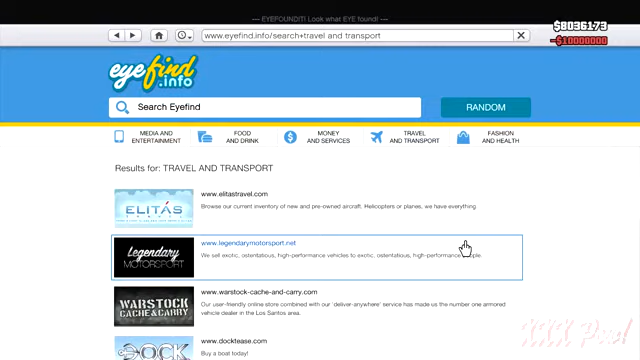 — EYEFOUNDIT! Look what EYE found! —
$8036173
-$10000000
www.eyefind.info/search+travel and transport
eyefind
.info
Search Eyefind
RANDOM
MEDIA AND
ENTERTAINMENT
FOOD
AND DRINK
MONEY
AND SERVICES
TRAVEL
AND TRANSPORT
FASHION
AND HEALTH
Results for: TRAVEL AND TRANSPORT
ELITÁS
TRAVEL
www.elitastravel.com
Browse our current inventory of new and pre-owned aircraft. Helicopters or planes, we have everything
Legendary
MOTORSPORT
www.legendarymotorsport.net
We sell exotic, ostentatious, high-performance vehicles to exotic, ostentatious, high-performance people.
WARSTOCK
CACHE & CARRY
www.warstock-cache-and-carry.com
Our user-friendly online store combined with our 'deliver-anywhere' service has made us the number one armored
vehicle dealer in the Los Santos area.
DOCK
www.docktease.com
Buy a boat today!